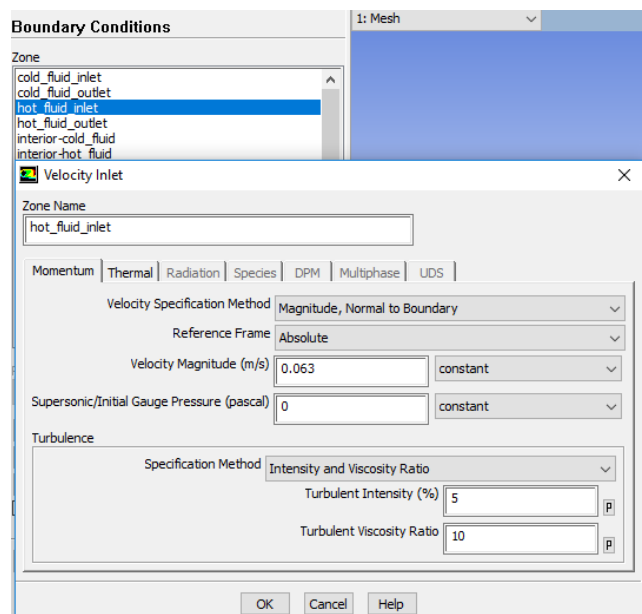 Boundary Conditions
1: Mesh
Zone
cold_fluid_inlet
cold_fluid_outlet
hot_fluid_inlet
hot_fluid_outlet
interior-cold_fluid
interior-hot_fluid
Velocity Inlet
Zone Name
hot_fluid_inlet
Momentum Thermal Radiation Species DPM Multiphase UDS
Velocity Specification Method Magnitude, Normal to Boundary
Reference Frame Absolute
Velocity Magnitude (m/s) 0.063 constant
Supersonic/Initial Gauge Pressure (pascal) 0 constant
Turbulence
Specification Method Intensity and Viscosity Ratio
Turbulent Intensity (%) 5 P
Turbulent Viscosity Ratio 10 P
OK Cancel Help